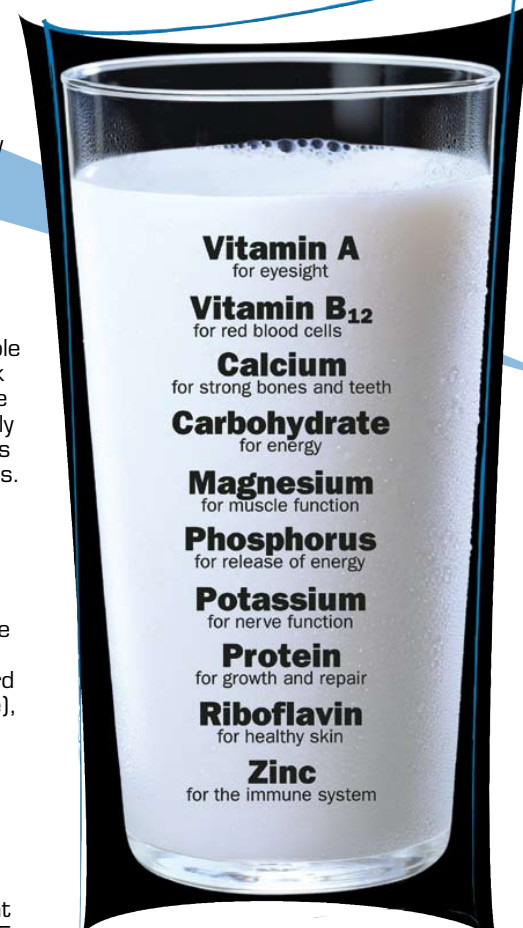 Vitamin A
for eyesight
Vitamin B₁₂
for red blood cells
Calcium
for strong bones and teeth
Carbohydrate
for energy
Magnesium
for muscle function
Phosphorus
for release of energy
Potassium
for nerve function
Protein
for growth and repair
Riboflavin
for healthy skin
Zinc
for the immune system